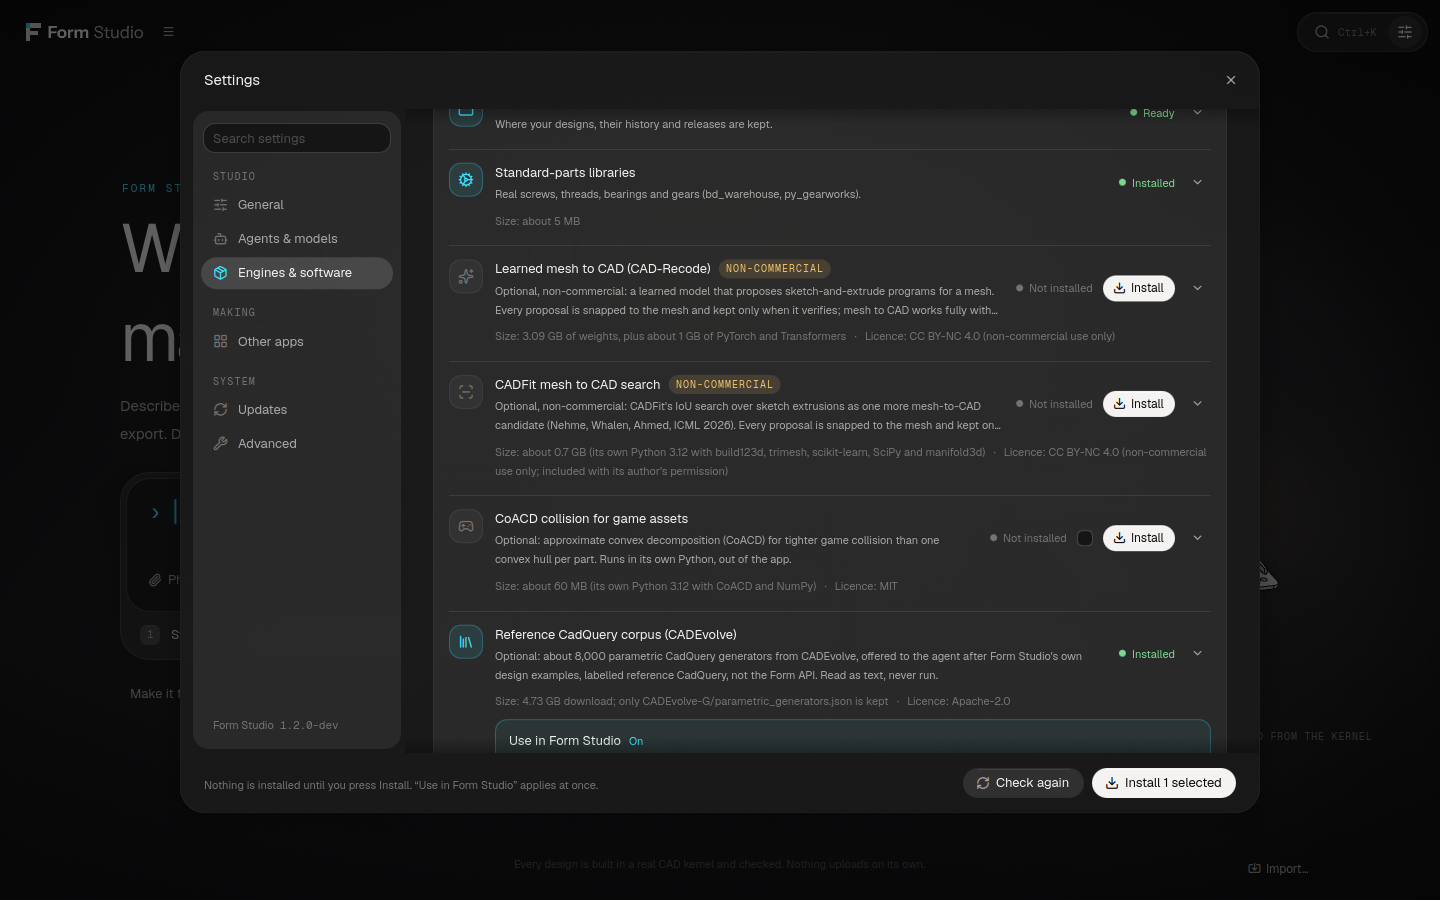 Form Studio
Ctrl+K
Settings
Search settings
STUDIO
General
Agents & models
Engines & software
MAKING
Other apps
SYSTEM
Updates
Advanced
Form Studio 1.2.0-dev
Where your designs, their history and releases are kept.
Ready
Standard-parts libraries
Real screws, threads, bearings and gears (bd_warehouse, py_gearworks).
Size: about 5 MB
Installed
Learned mesh to CAD (CAD-Recode) NON-COMMERCIAL
Optional, non-commercial: a learned model that proposes sketch-and-extrude programs for a mesh.
Every proposal is snapped to the mesh and kept only when it verifies; mesh to CAD works fully with…
Size: 3.09 GB of weights, plus about 1 GB of PyTorch and Transformers · Licence: CC BY-NC 4.0 (non-commercial use only)
Not installed
Install
CADFit mesh to CAD search NON-COMMERCIAL
Optional, non-commercial: CADFit's IoU search over sketch extrusions as one more mesh-to-CAD
candidate (Nehme, Whalen, Ahmed, ICML 2026). Every proposal is snapped to the mesh and kept on…
Size: about 0.7 GB (its own Python 3.12 with build123d, trimesh, scikit-learn, SciPy and manifold3d) · Licence: CC BY-NC 4.0 (non-commercial
use only; included with its author's permission)
Not installed
Install
CoACD collision for game assets
Optional: approximate convex decomposition (CoACD) for tighter game collision than one
convex hull per part. Runs in its own Python, out of the app.
Size: about 60 MB (its own Python 3.12 with CoACD and NumPy) · Licence: MIT
Not installed
Install
Reference CadQuery corpus (CADEvolve)
Optional: about 8,000 parametric CadQuery generators from CADEvolve, offered to the agent after Form Studio's own
design examples, labelled reference CadQuery, not the Form API. Read as text, never run.
Size: 4.73 GB download; only CADEvolve-G/parametric_generators.json is kept · Licence: Apache-2.0
Installed
Use in Form Studio On
Nothing is installed until you press Install. “Use in Form Studio” applies at once.
Check again
Install 1 selected
FORM ST
W
m
Describe
export. D
Ph
1 S
Make it f
FROM THE KERNEL
Every design is built in a real CAD kernel and checked. Nothing uploads on its own.
Import…